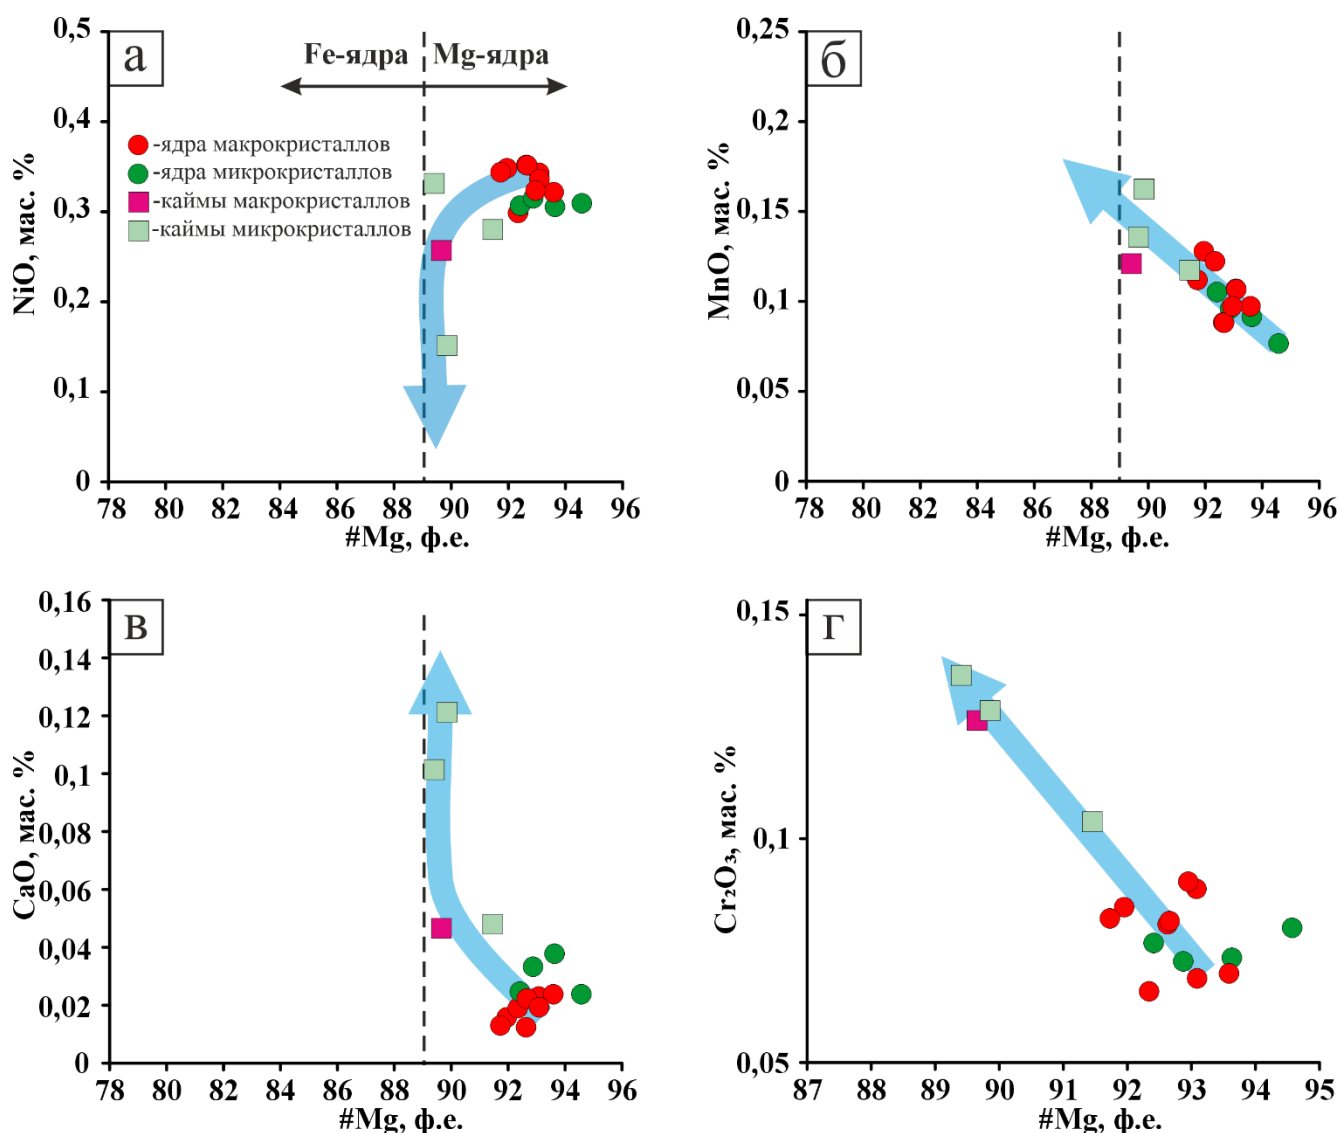 а
Fe-ядра
Mg-ядра
-ядра макрокристаллов
-ядра микрокристаллов
-каймы макрокристаллов
-каймы микрокристаллов
NiO, мас. %
0,5
0,4
0,3
0,2
0,1
0
78 80 82 84 86 88 90 92 94 96
#Mg, ф.е.
б
MnO, мас. %
0,25
0,2
0,15
0,1
0,05
0
78 80 82 84 86 88 90 92 94 96
#Mg, ф.е.
в
CaO, мас. %
0,16
0,14
0,12
0,1
0,08
0,06
0,04
0,02
0
78 80 82 84 86 88 90 92 94 96
#Mg, ф.е.
г
Cr₂O₃, мас. %
0,15
0,1
0,05
87 88 89 90 91 92 93 94 95
#Mg, ф.е.